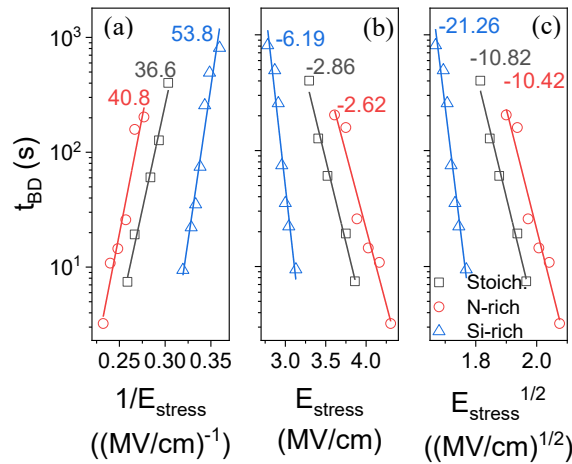 (a)
(b)
(c)
53.8
36.6
40.8
-6.19
-2.86
-2.62
-21.26
-10.82
-10.42
10³
10²
10¹
t_BD (s)
Stoich.
N-rich
Si-rich
0.25 0.30 0.35
3.0 3.5 4.0
1.8 2.0
1/E_stress
((MV/cm)⁻¹)
E_stress
(MV/cm)
E_stress^1/2
((MV/cm)^1/2)